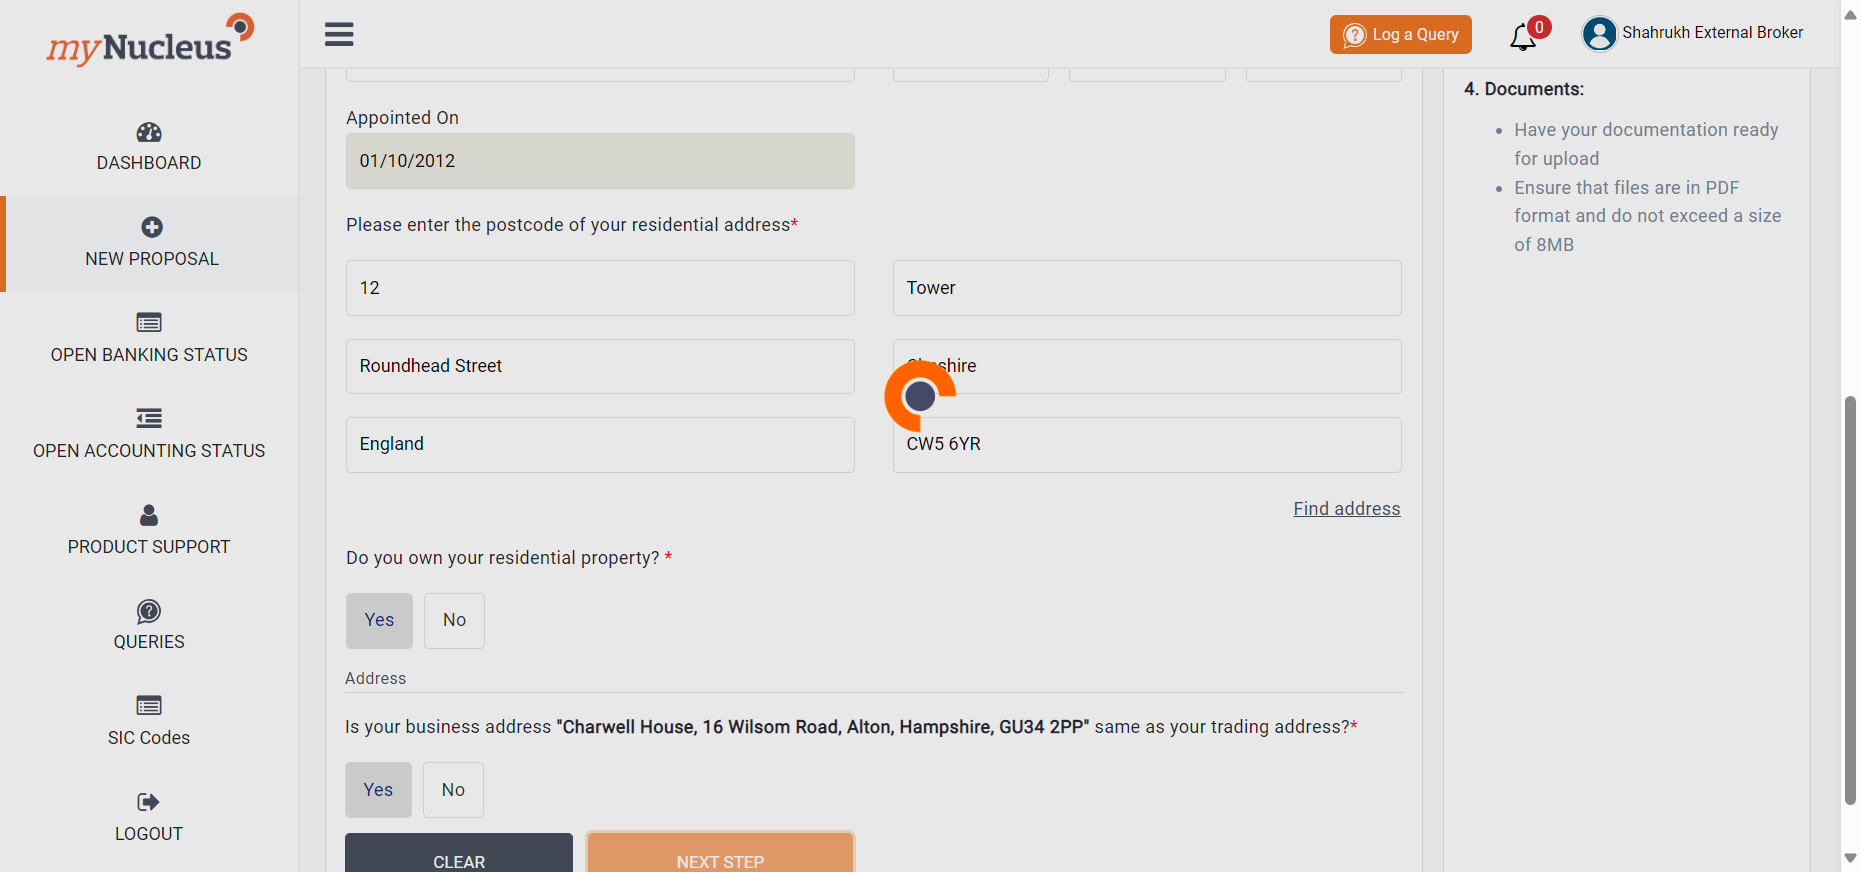 myNucleus
Log a Query
0
Shahrukh External Broker
DASHBOARD
NEW PROPOSAL
OPEN BANKING STATUS
OPEN ACCOUNTING STATUS
PRODUCT SUPPORT
QUERIES
SIC Codes
LOGOUT
Appointed On
01/10/2012
Please enter the postcode of your residential address*
12
Tower
Roundhead Street
England
CW5 6YR
Find address
Do you own your residential property? *
Yes
No
Address
Is your business address "Charwell House, 16 Wilsom Road, Alton, Hampshire, GU34 2PP" same as your trading address?*
Yes
No
CLEAR
NEXT STEP
4. Documents:
Have your documentation ready
for upload
Ensure that files are in PDF
format and do not exceed a size
of 8MB